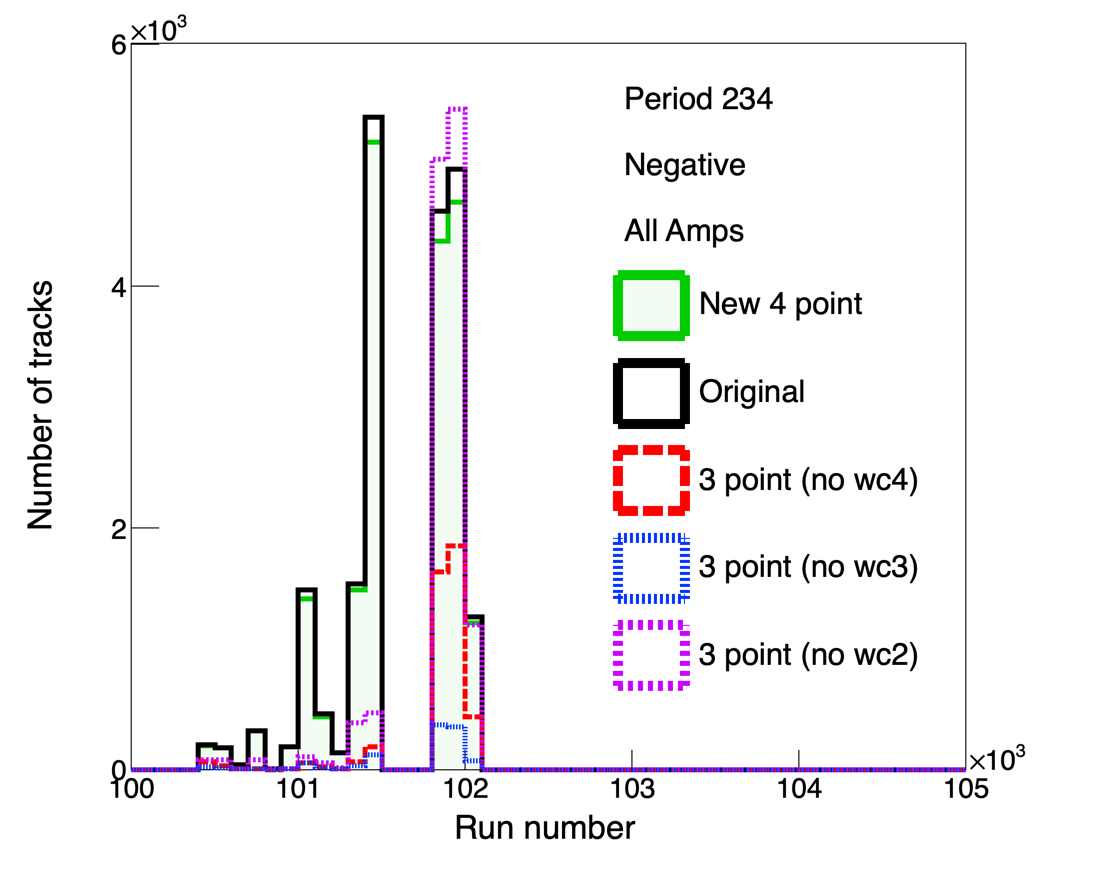 6×10³
Period 234
Negative
All Amps
New 4 point
Original
3 point (no wc4)
3 point (no wc3)
3 point (no wc2)
Number of tracks
4
2
0
100 101 102 103 104 105
×10³
Run number